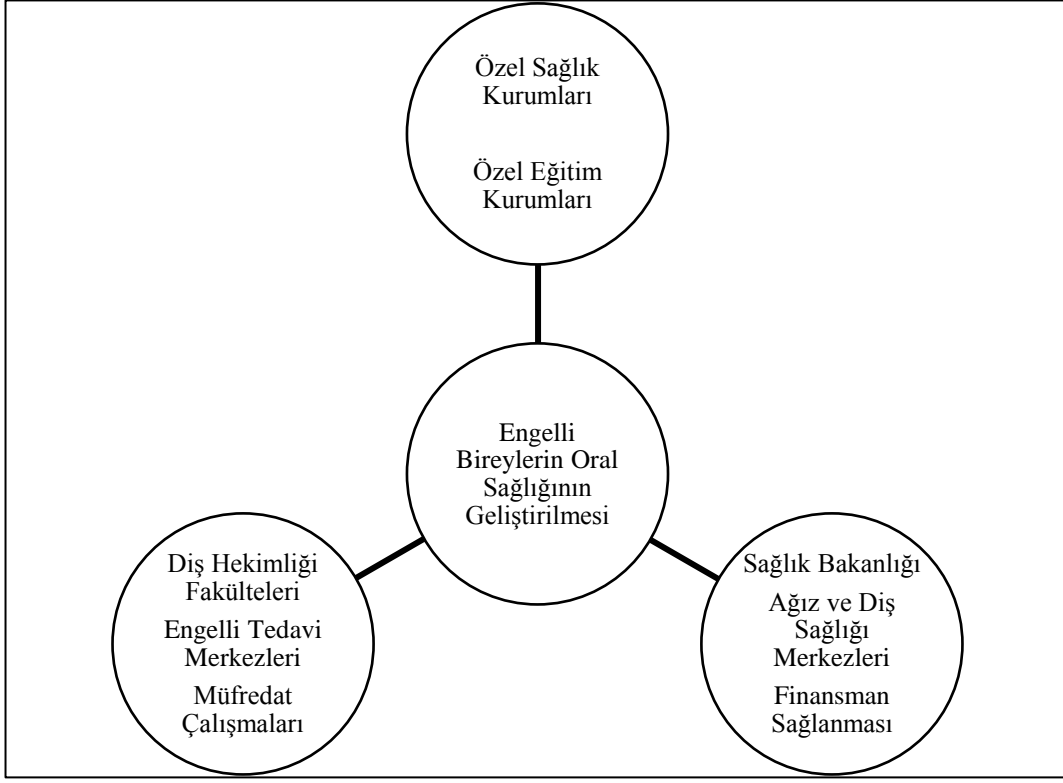 Özel Sağlık
Kurumları
Özel Eğitim
Kurumları
Engelli
Bireylerin Oral
Sağlığının
Geliştirilmesi
Diş Hekimliği
Fakülteleri
Engelli Tedavi
Merkezleri
Müfredat
Çalışmaları
Sağlık Bakanlığı
Ağız ve Diş
Sağlığı
Merkezleri
Finansman
Sağlanması